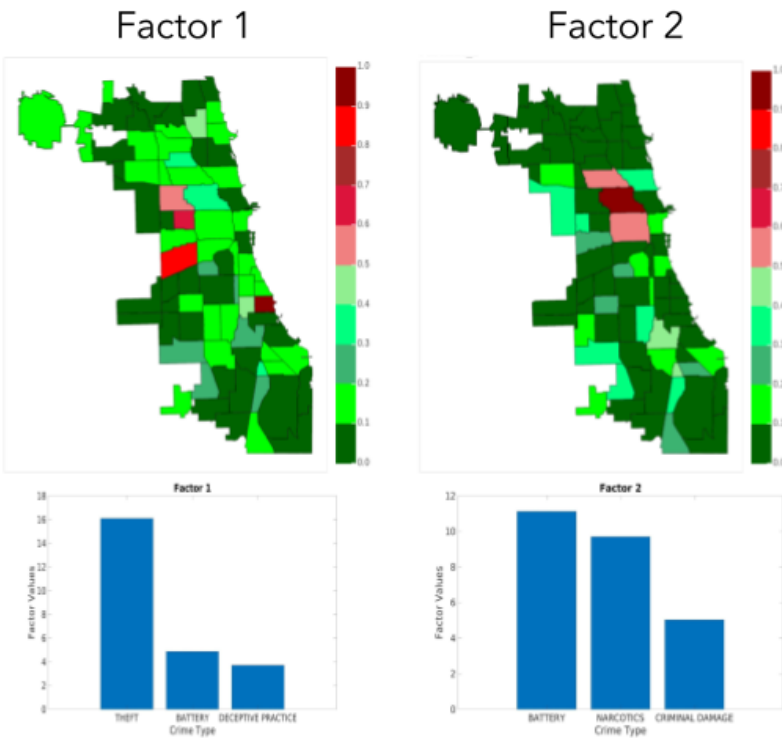 Factor 1
Factor 2
1.0
0.9
0.8
0.7
0.6
0.5
0.4
0.3
0.2
0.1
0.0
Factor 1
18
16
14
12
10
8
6
4
2
0
Factor Values
THEFT BATTERY DECEPTIVE PRACTICE
Crime Type
Factor 2
12
10
8
6
4
2
0
Factor Values
BATTERY NARCOTICS CRIMINAL DAMAGE
Crime Type